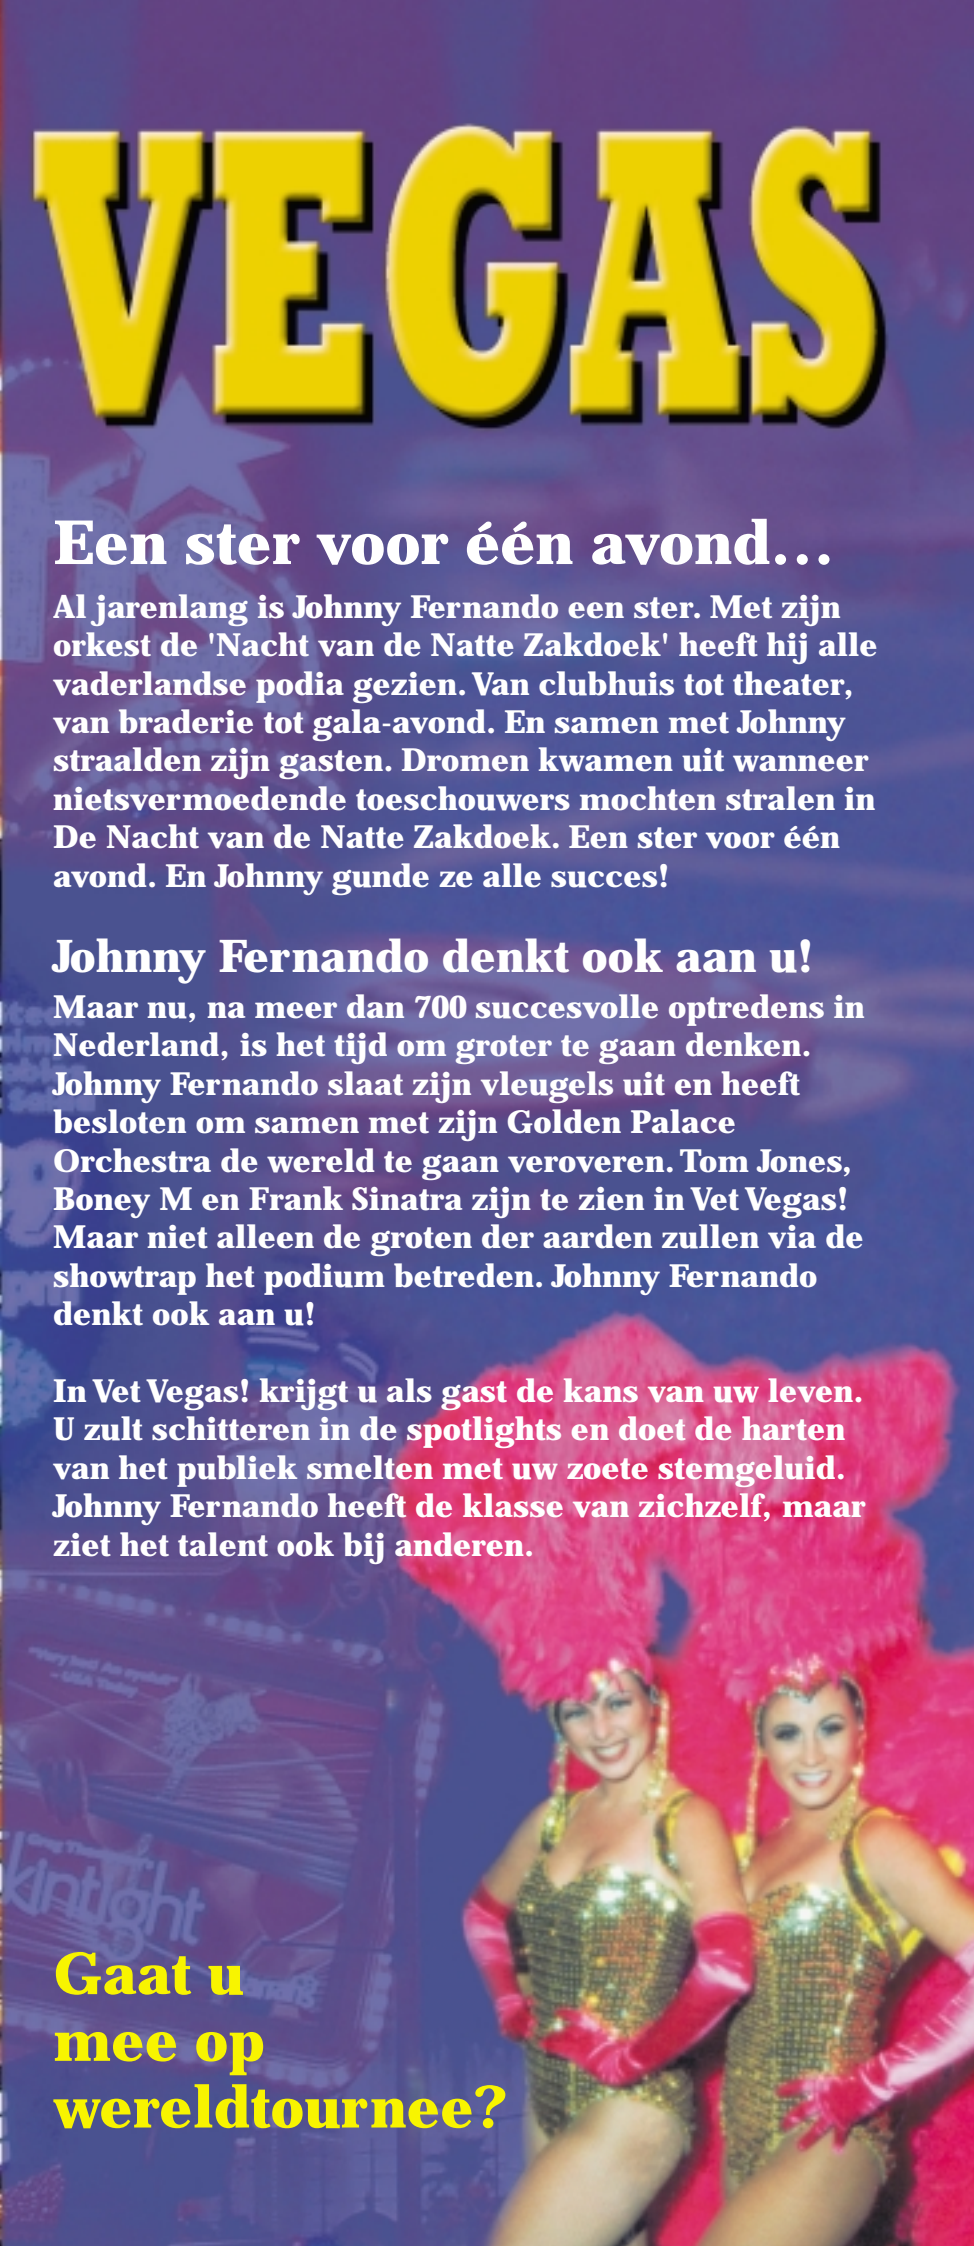 VEGAS
Een ster voor één avond...
Al jarenlang is Johnny Fernando een ster. Met zijn
orkest de 'Nacht van de Natte Zakdoek' heeft hij alle
vaderlandse podia gezien. Van clubhuis tot theater,
van braderie tot gala-avond. En samen met Johnny
straalden zijn gasten. Dromen kwamen uit wanneer
nietsvermoedende toeschouwers mochten stralen in
De Nacht van de Natte Zakdoek. Een ster voor één
avond. En Johnny gunde ze alle succes!
Johnny Fernando denkt ook aan u!
Maar nu, na meer dan 700 succesvolle optredens in
Nederland, is het tijd om groter te gaan denken.
Johnny Fernando slaat zijn vleugels uit en heeft
besloten om samen met zijn Golden Palace
Orchestra de wereld te gaan veroveren. Tom Jones,
Boney M en Frank Sinatra zijn te zien in Vet Vegas!
Maar niet alleen de groten der aarden zullen via de
showtrap het podium betreden. Johnny Fernando
denkt ook aan u!
In Vet Vegas! krijgt u als gast de kans van uw leven.
U zult schitteren in de spotlights en doet de harten
van het publiek smelten met uw zoete stemgeluid.
Johnny Fernando heeft de klasse van zichzelf, maar
ziet het talent ook bij anderen.
- USA Today
kintight
Gaat u
mee op
wereldtournee?